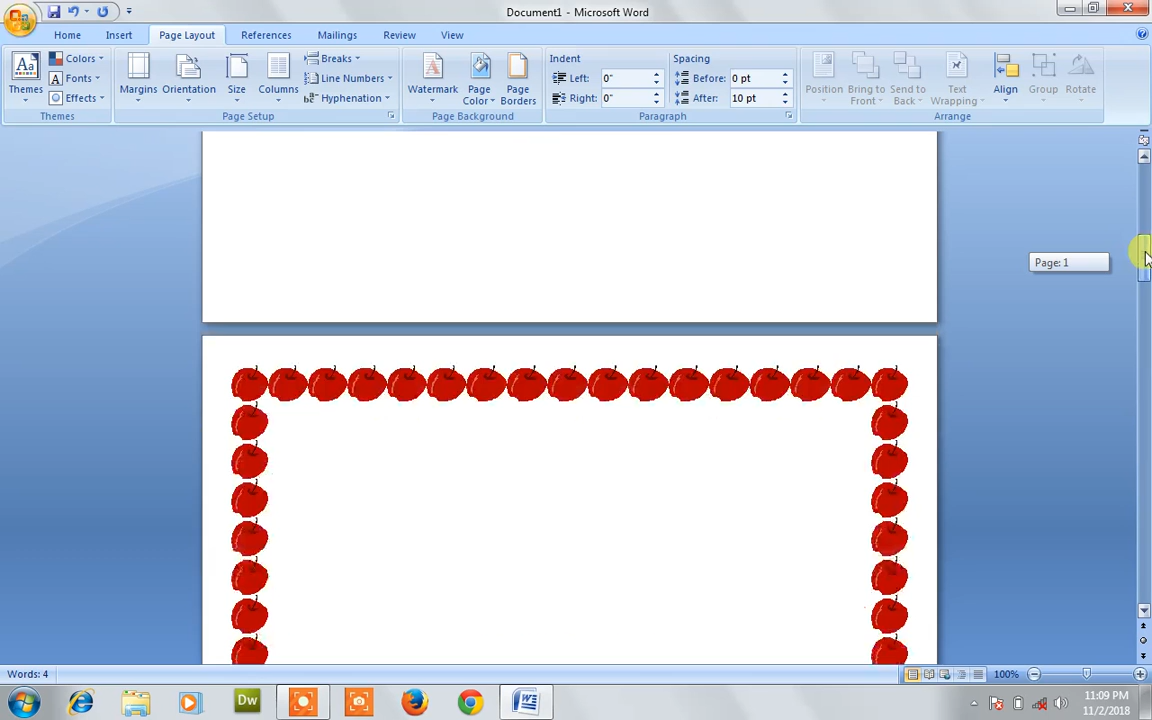 Document1 - Microsoft Word
Home Insert Page Layout References Mailings Review View
Themes
Colors
Fonts
Effects
Themes
Margins Orientation Size Columns
Breaks
Line Numbers
Hyphenation
Page Setup
Watermark Page Color Page Borders
Page Background
Indent
Left: 0"
Right: 0"
Spacing
Before: 0 pt
After: 10 pt
Paragraph
Position Bring to Front Send to Back Text Wrapping Align Group Rotate
Arrange
Page: 1
Words: 4
100%
Dw
11:09 PM
11/2/2018